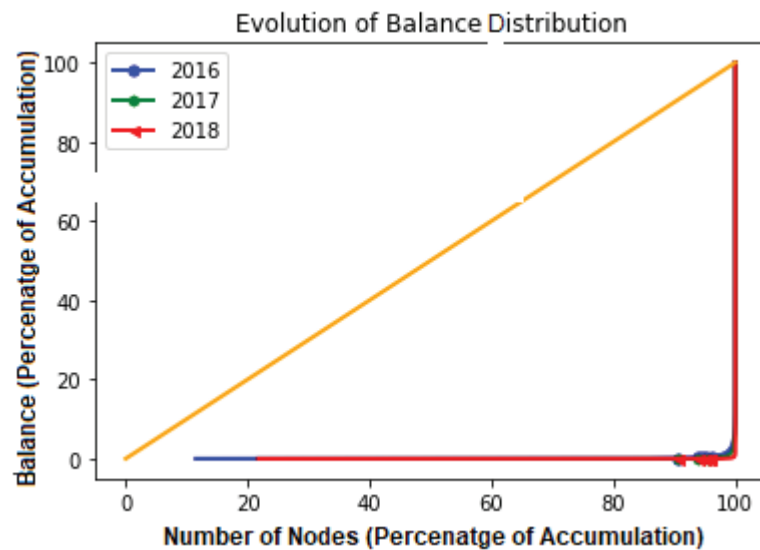 Evolution of Balance Distribution
2016
2017
2018
100
80
60
40
20
0
Balance (Percenatge of Accumulation)
0 20 40 60 80 100
Number of Nodes (Percenatge of Accumulation)